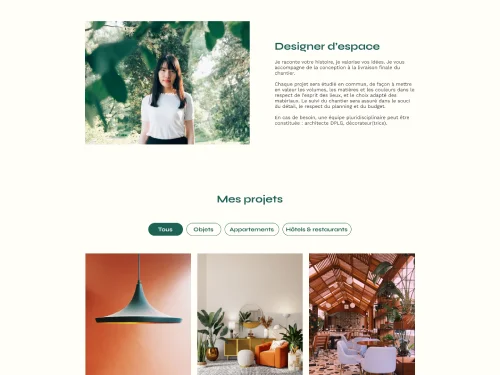 Designer d'espace
Je raconte votre histoire, je valorise vos idées. Je vous
accompagne de la conception à la livraison finale du
chantier.
Chaque projet sera étudié en commun, de façon à mettre
en valeur les volumes, les matières et les couleurs dans le
respect de l'esprit des lieux, et le choix adapté des
matériaux. Le suivi du chantier sera assuré dans le souci
du détail, le respect du planning et du budget.
En cas de besoin, une équipe pluridisciplinaire peut être
constituée : architecte DPLG, décorateur(trice).
Mes projets
Tous
Objets
Appartements
Hôtels & restaurants